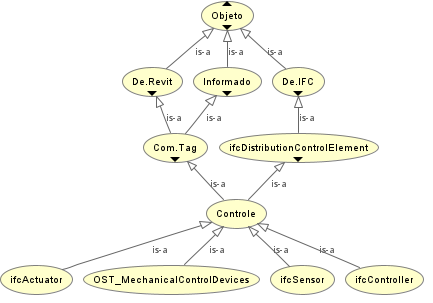 Objeto
is-a is-a is-a
De.Revit Informado De.IFC
is-a is-a is-a
Com.Tag ifcDistributionControlElement
is-a is-a
Controle
is-a is-a is-a is-a
ifcActuator OST_MechanicalControlDevices ifcSensor ifcController